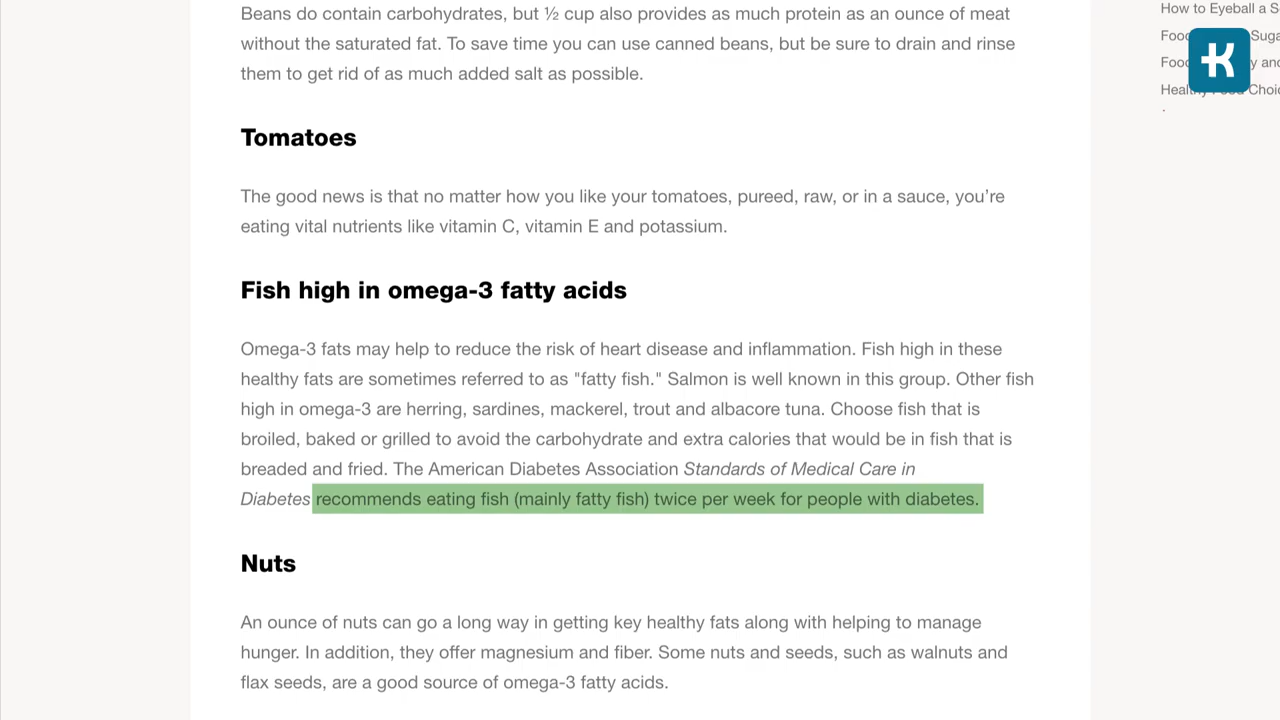 Beans do contain carbohydrates, but ½ cup also provides as much protein as an ounce of meat
without the saturated fat. To save time you can use canned beans, but be sure to drain and rinse
them to get rid of as much added salt as possible.
Tomatoes
The good news is that no matter how you like your tomatoes, pureed, raw, or in a sauce, you’re
eating vital nutrients like vitamin C, vitamin E and potassium.
Fish high in omega-3 fatty acids
Omega-3 fats may help to reduce the risk of heart disease and inflammation. Fish high in these
healthy fats are sometimes referred to as "fatty fish." Salmon is well known in this group. Other fish
high in omega-3 are herring, sardines, mackerel, trout and albacore tuna. Choose fish that is
broiled, baked or grilled to avoid the carbohydrate and extra calories that would be in fish that is
breaded and fried. The American Diabetes Association Standards of Medical Care in
Diabetes recommends eating fish (mainly fatty fish) twice per week for people with diabetes.
Nuts
An ounce of nuts can go a long way in getting key healthy fats along with helping to manage
hunger. In addition, they offer magnesium and fiber. Some nuts and seeds, such as walnuts and
flax seeds, are a good source of omega-3 fatty acids.
How to Eyeball a
K